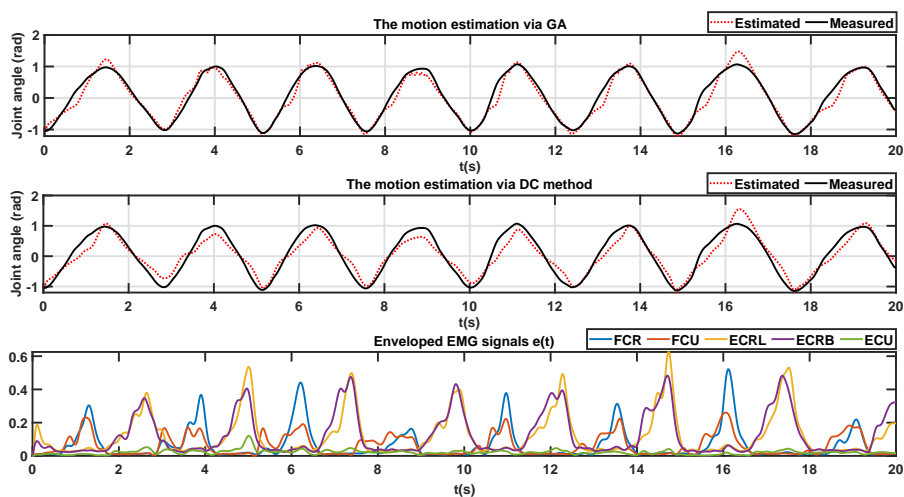 The motion estimation via GA
Estimated Measured
Joint angle (rad)
2
1
0
-1
0 2 4 6 8 10 12 14 16 18 20
t(s)
The motion estimation via DC method
Estimated Measured
Joint angle (rad)
2
1
0
-1
0 2 4 6 8 10 12 14 16 18 20
t(s)
Enveloped EMG signals e(t)
FCR FCU ECRL ECRB ECU
0.6
0.4
0.2
0
0 2 4 6 8 10 12 14 16 18 20
t(s)